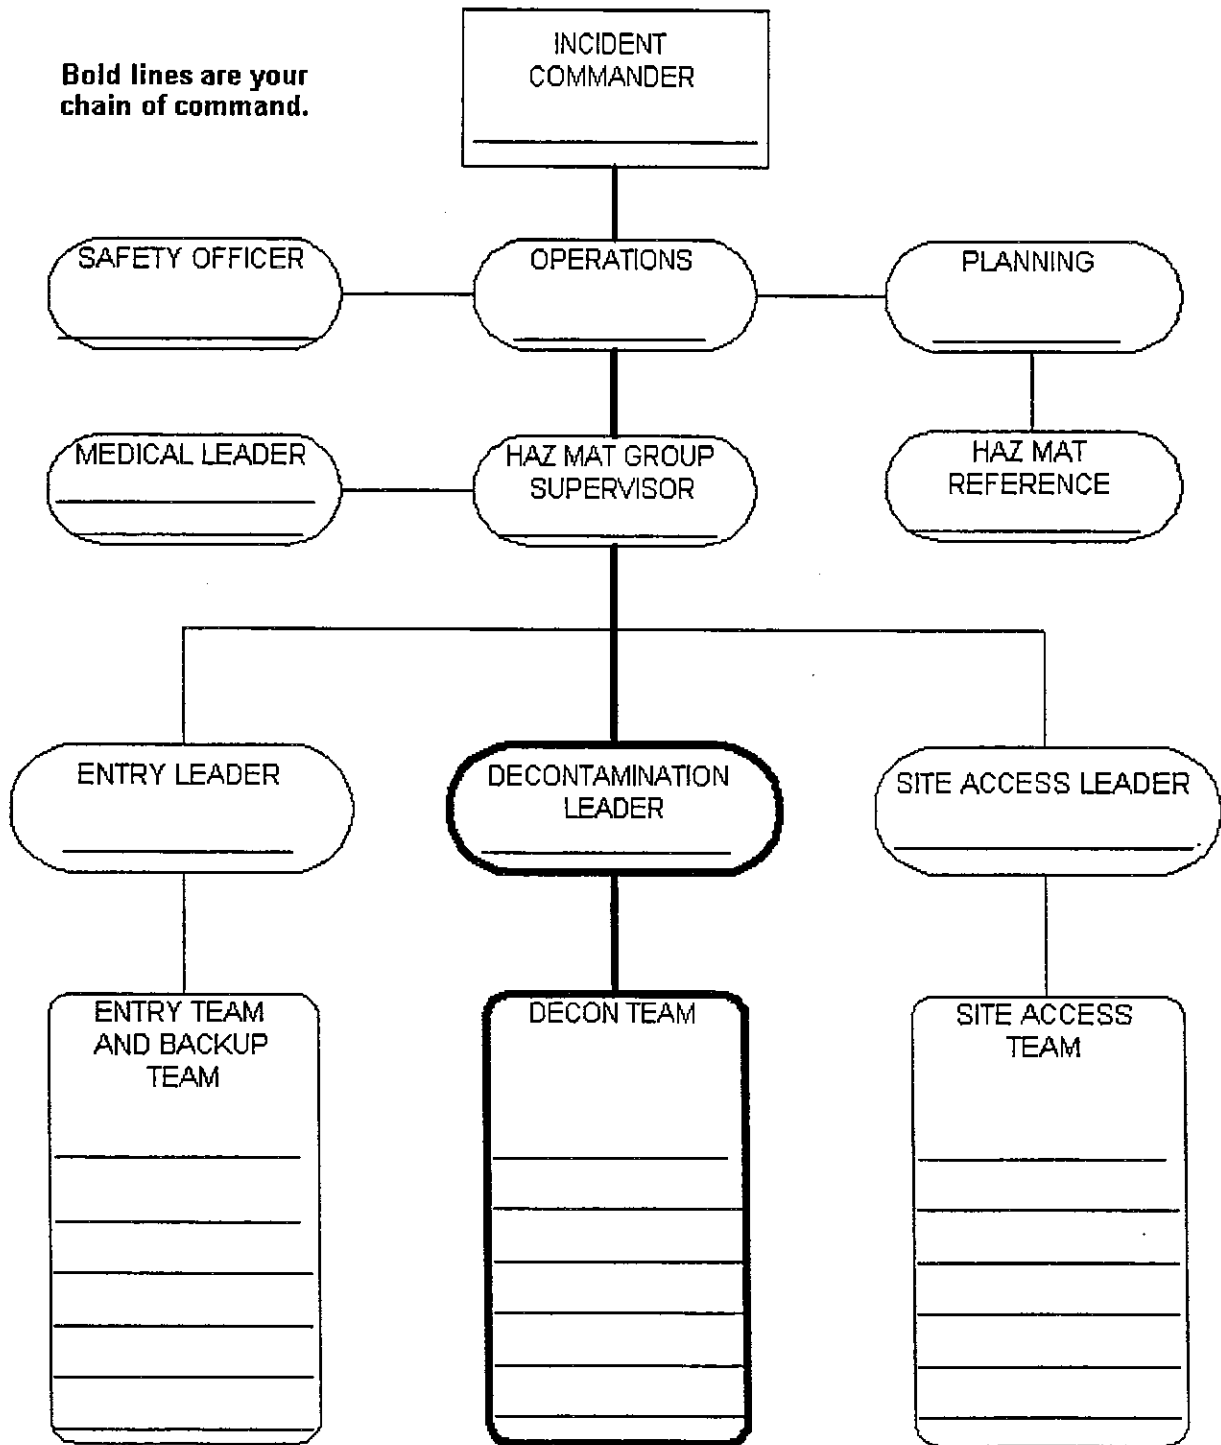 Bold lines are your
chain of command.
INCIDENT
COMMANDER
SAFETY OFFICER
OPERATIONS
PLANNING
MEDICAL LEADER
HAZ MAT GROUP
SUPERVISOR
HAZ MAT
REFERENCE
ENTRY LEADER
DECONTAMINATION
LEADER
SITE ACCESS LEADER
ENTRY TEAM
AND BACKUP
TEAM
DECON TEAM
SITE ACCESS
TEAM